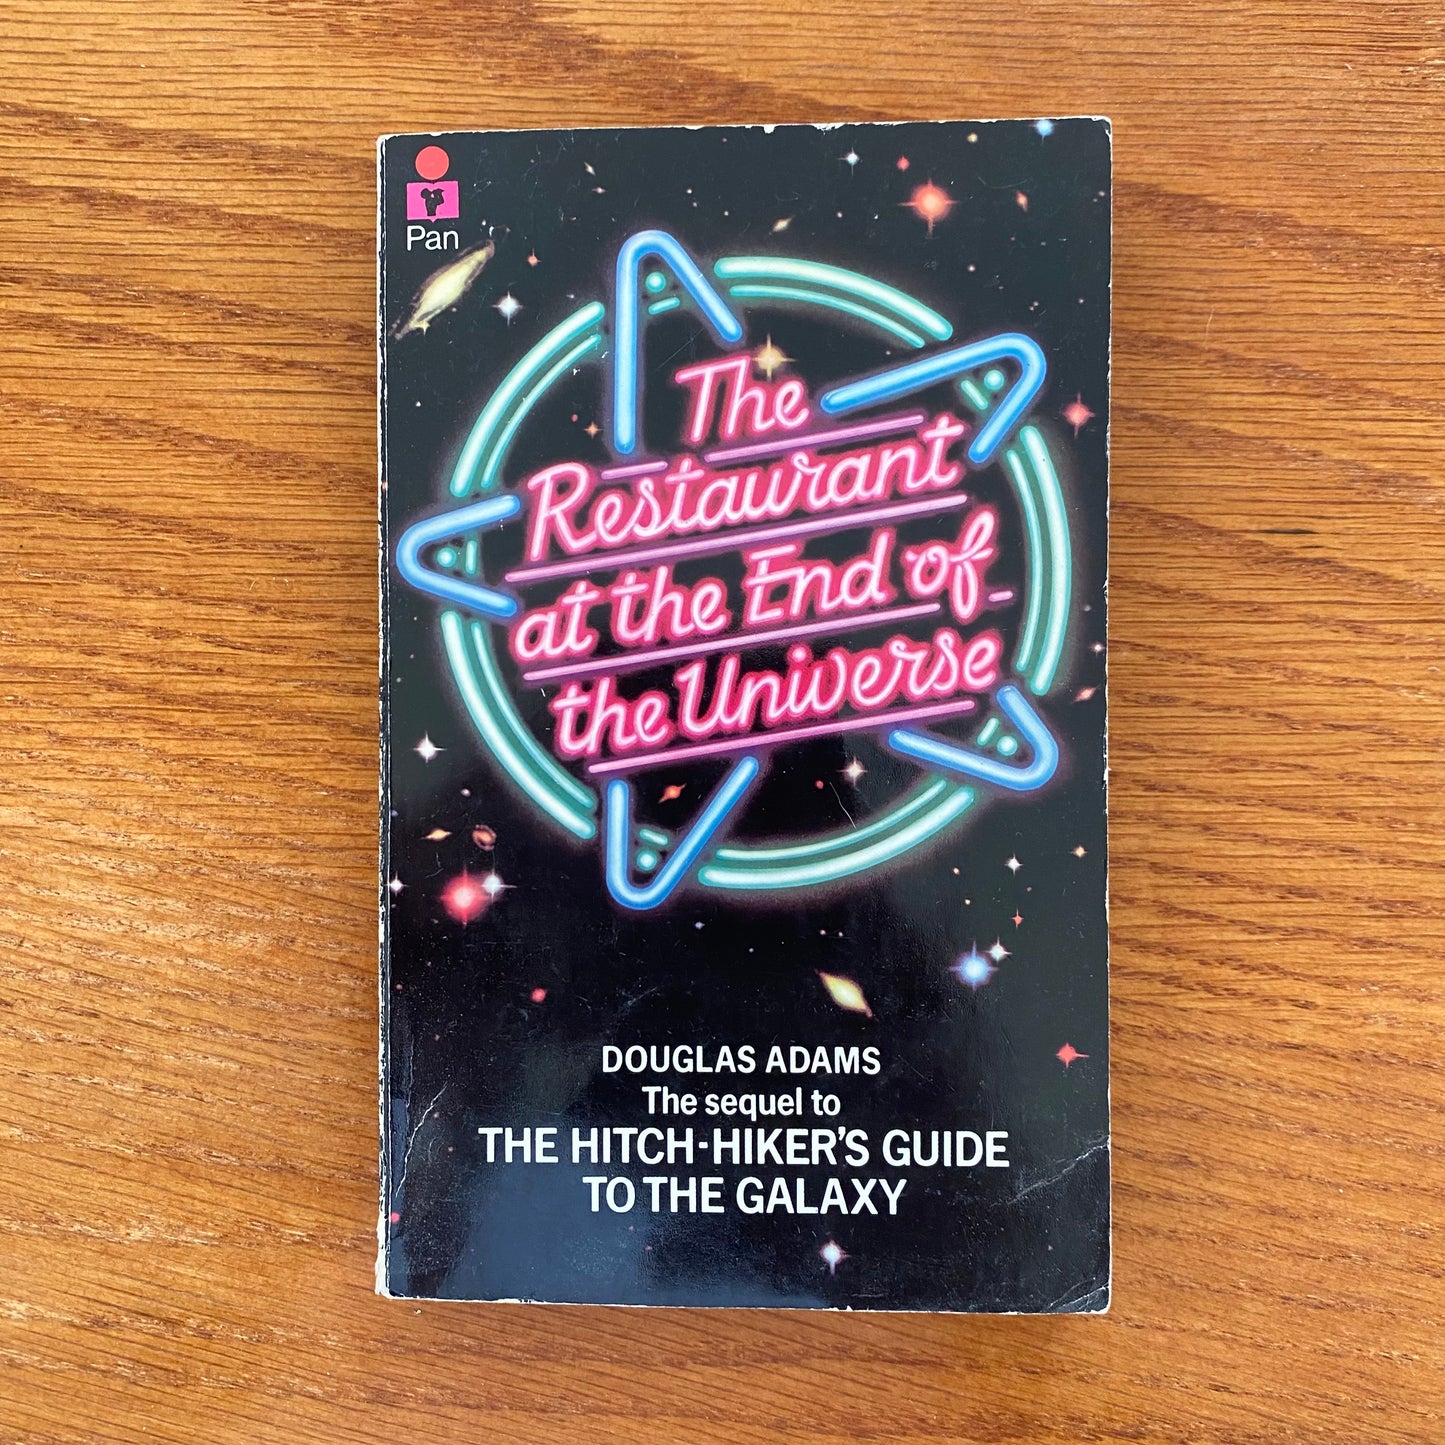 Pan
The
Restaurant
at the End of
the Universe
DOUGLAS ADAMS
The sequel to
THE HITCH-HIKER'S GUIDE
TO THE GALAXY